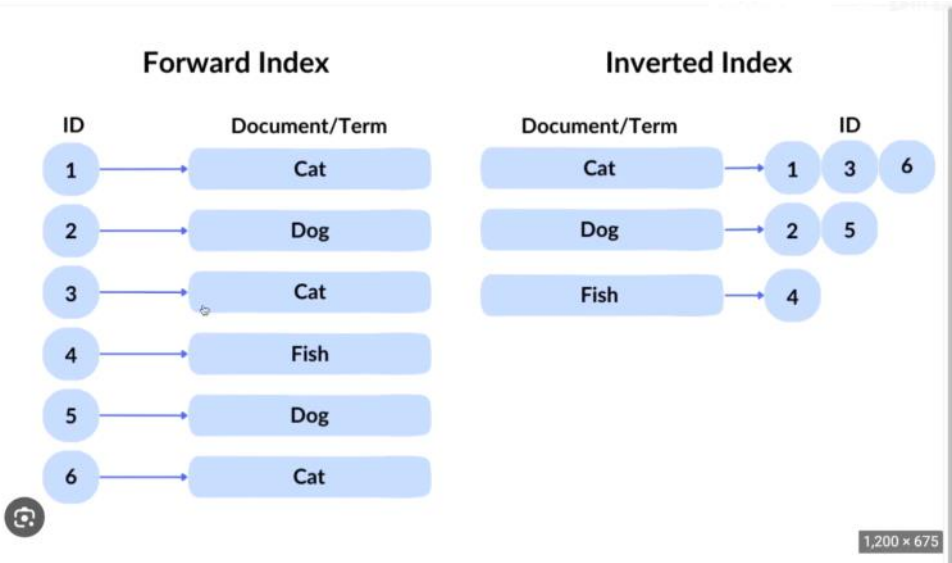 Forward Index
ID Document/Term
1 Cat
2 Dog
3 Cat
4 Fish
5 Dog
6 Cat
Inverted Index
Document/Term ID
Cat 1 3 6
Dog 2 5
Fish 4
1,200 × 675